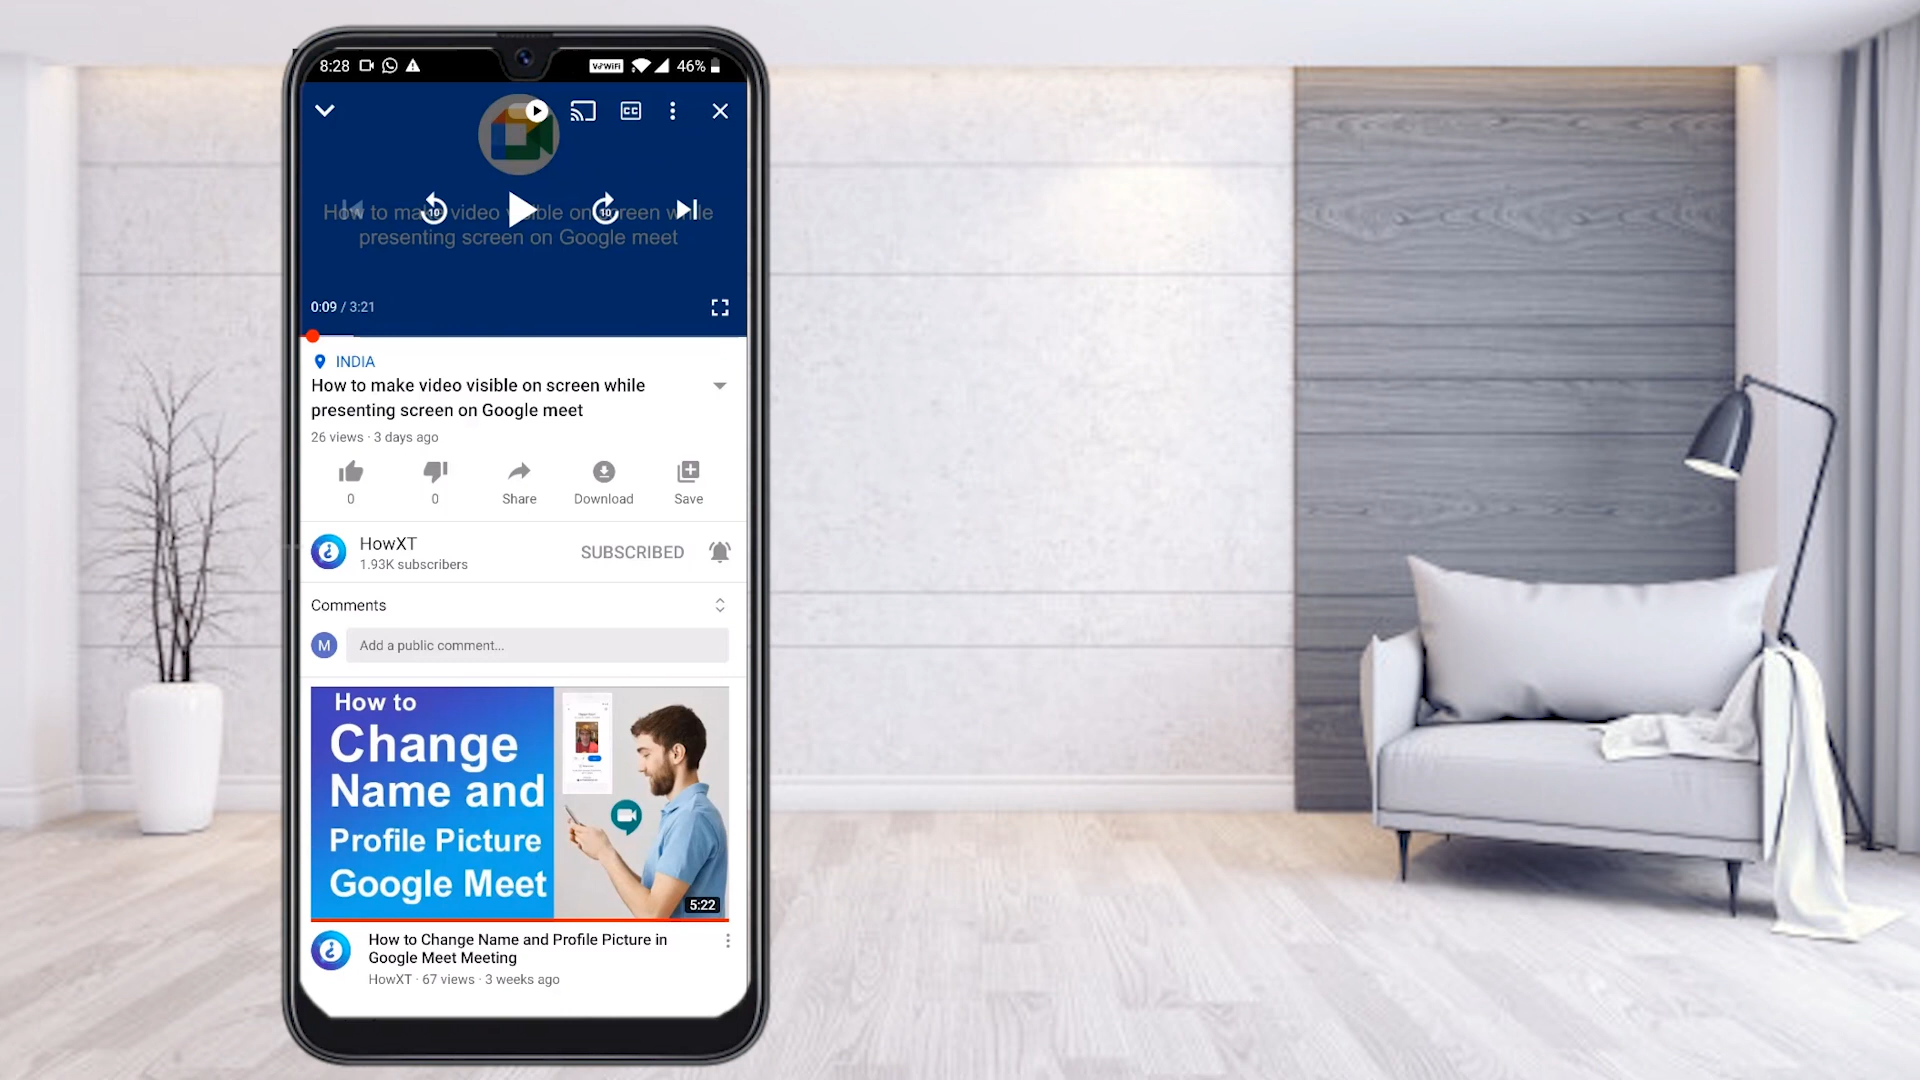 8:28
VoWiFi 46%
CC
How to make video visible on screen while
presenting screen on Google meet
10
10
0:09 / 3:21
INDIA
How to make video visible on screen while
presenting screen on Google meet
26 views · 3 days ago
0 0 Share Download Save
HowXT
1.93K subscribers
SUBSCRIBED
Comments
M
Add a public comment...
How to
Change
Name and
Profile Picture
Google Meet
5:22
How to Change Name and Profile Picture in
Google Meet Meeting
HowXT · 67 views · 3 weeks ago